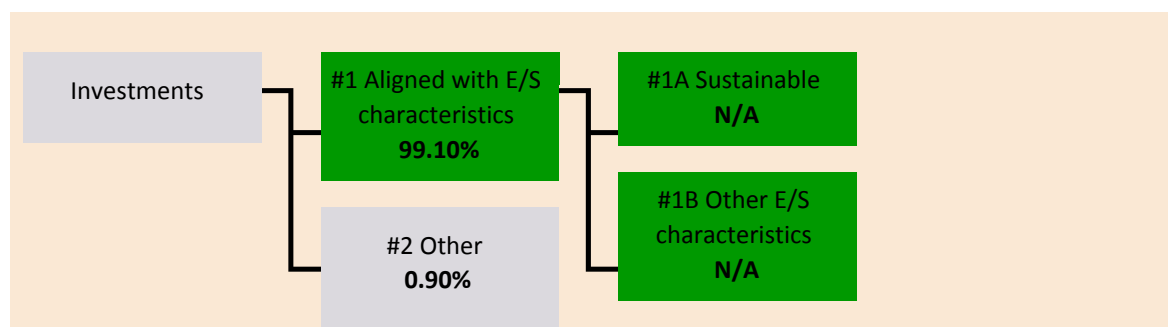 Investments
#1 Aligned with E/S
characteristics
99.10%
#2 Other
0.90%
#1A Sustainable
N/A
#1B Other E/S
characteristics
N/A